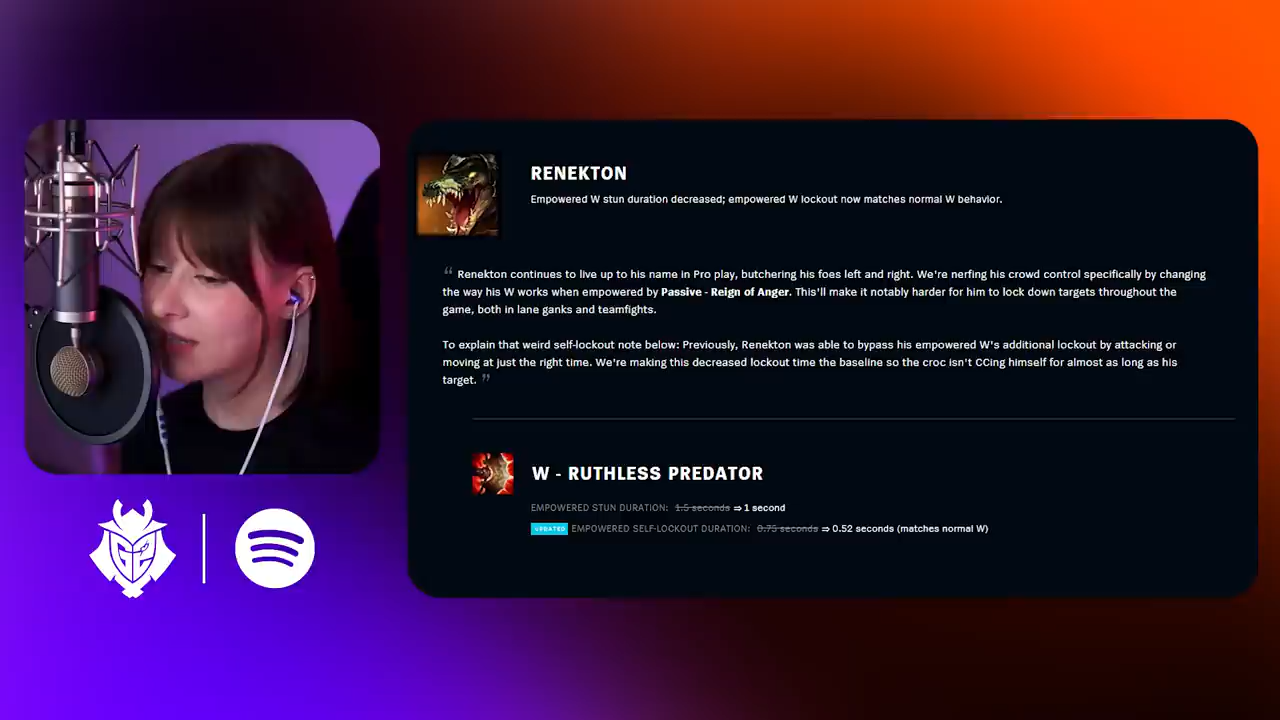 RENEKTON
Empowered W stun duration decreased; empowered W lockout now matches normal W behavior.
“ Renekton continues to live up to his name in Pro play, butchering his foes left and right. We're nerfing his crowd control specifically by changing
the way his W works when empowered by Passive - Reign of Anger. This'll make it notably harder for him to lock down targets throughout the
game, both in lane ganks and teamfights.
To explain that weird self-lockout note below: Previously, Renekton was able to bypass his empowered W's additional lockout by attacking or
moving at just the right time. We're making this decreased lockout time the baseline so the croc isn't CCing himself for almost as long as his
target. ”
W - RUTHLESS PREDATOR
EMPOWERED STUN DURATION: 1.5 seconds ⇒ 1 second
UPDATED EMPOWERED SELF-LOCKOUT DURATION: 0.75 seconds ⇒ 0.52 seconds (matches normal W)
G2